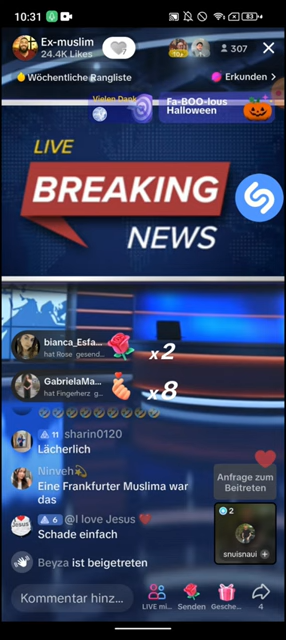 10:31
83
Ex-muslim
24.4K Likes
307
Wöchentliche Rangliste
Erkunden >
Vielen Dank
Fa-BOO-lous
Halloween
LIVE
BREAKING
NEWS
bianca_Esfa...
hat Rose gesend...
x2
GabrielaMa...
hat Fingerherz g...
x8
11 sharin0120
Lächerlich
Ninveh
Eine Frankfurter Muslima war
das
Anfrage zum
Beitreten
6 @I love Jesus
Schade einfach
2
snuisnaui +
Beyza ist beigetreten
Kommentar hinz...
LIVE mi...
Senden
Gesche...
4